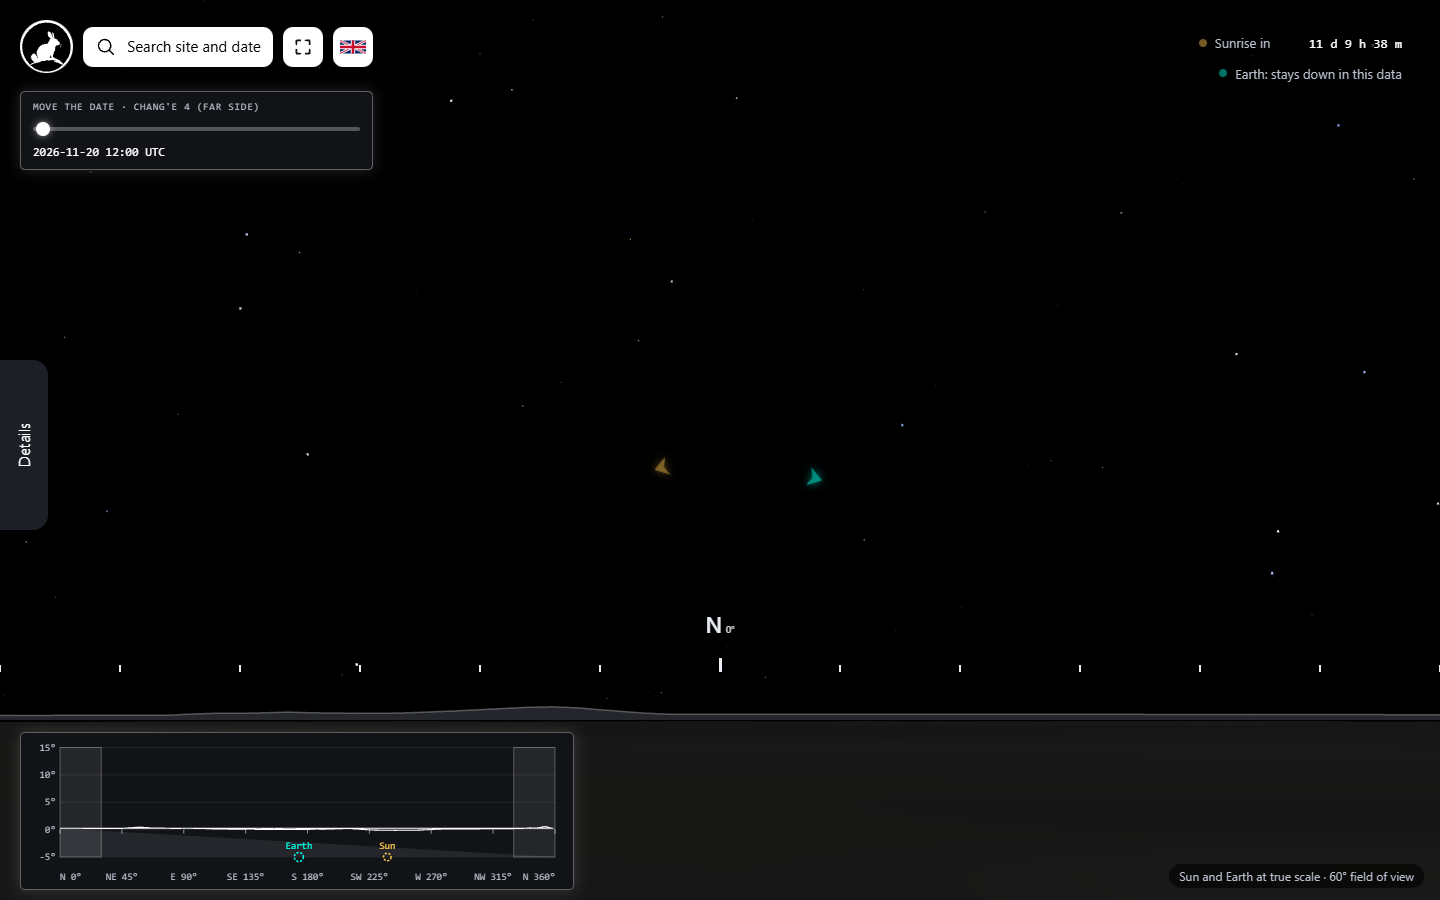 Search site and date
Sunrise in 11 d 9 h 38 m
Earth: stays down in this data
MOVE THE DATE · CHANG'E 4 (FAR SIDE)
2026-11-20 12:00 UTC
Details
N 0°
15°
10°
5°
0°
-5°
Earth
Sun
N 0° NE 45° E 90° SE 135° S 180° SW 225° W 270° NW 315° N 360°
Sun and Earth at true scale · 60° field of view